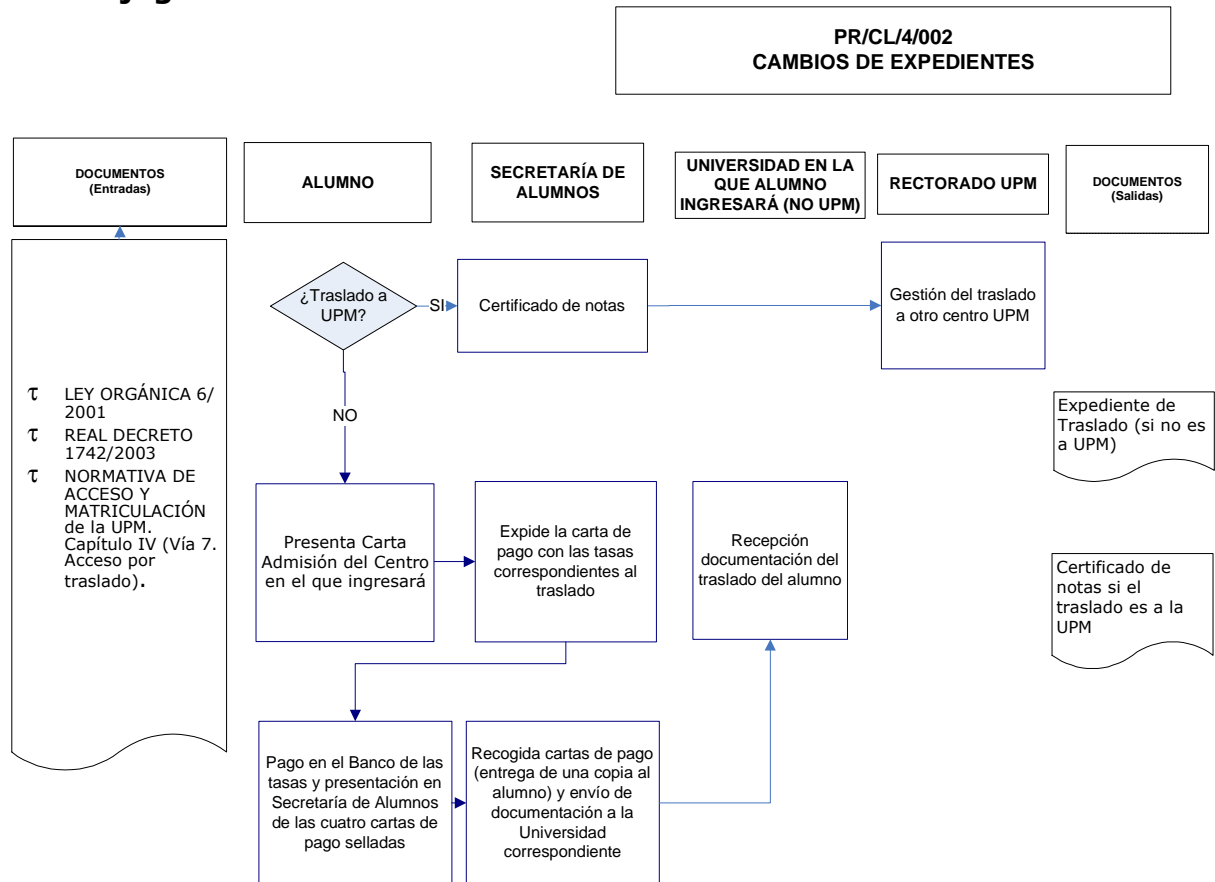 PR/CL/4/002
CAMBIOS DE EXPEDIENTES
DOCUMENTOS
(Entradas)
ALUMNO
SECRETARÍA DE
ALUMNOS
UNIVERSIDAD EN LA
QUE ALUMNO
INGRESARÁ (NO UPM)
RECTORADO UPM
DOCUMENTOS
(Salidas)
¿Traslado a
UPM?
SI
Certificado de notas
Gestión del traslado
a otro centro UPM
NO
τ LEY ORGÁNICA 6/
2001
τ REAL DECRETO
1742/2003
τ NORMATIVA DE
ACCESO Y
MATRICULACIÓN
de la UPM.
Capítulo IV (Vía 7.
Acceso por
traslado).
Expediente de
Traslado (si no es
a UPM)
Presenta Carta
Admisión del Centro
en el que ingresará
Expide la carta de
pago con las tasas
correspondientes al
traslado
Recepción
documentación del
traslado del alumno
Certificado de
notas si el
traslado es a la
UPM
Pago en el Banco de las
tasas y presentación en
Secretaría de Alumnos
de las cuatro cartas de
pago selladas
Recogida cartas de pago
(entrega de una copia al
alumno) y envío de
documentación a la
Universidad
correspondiente